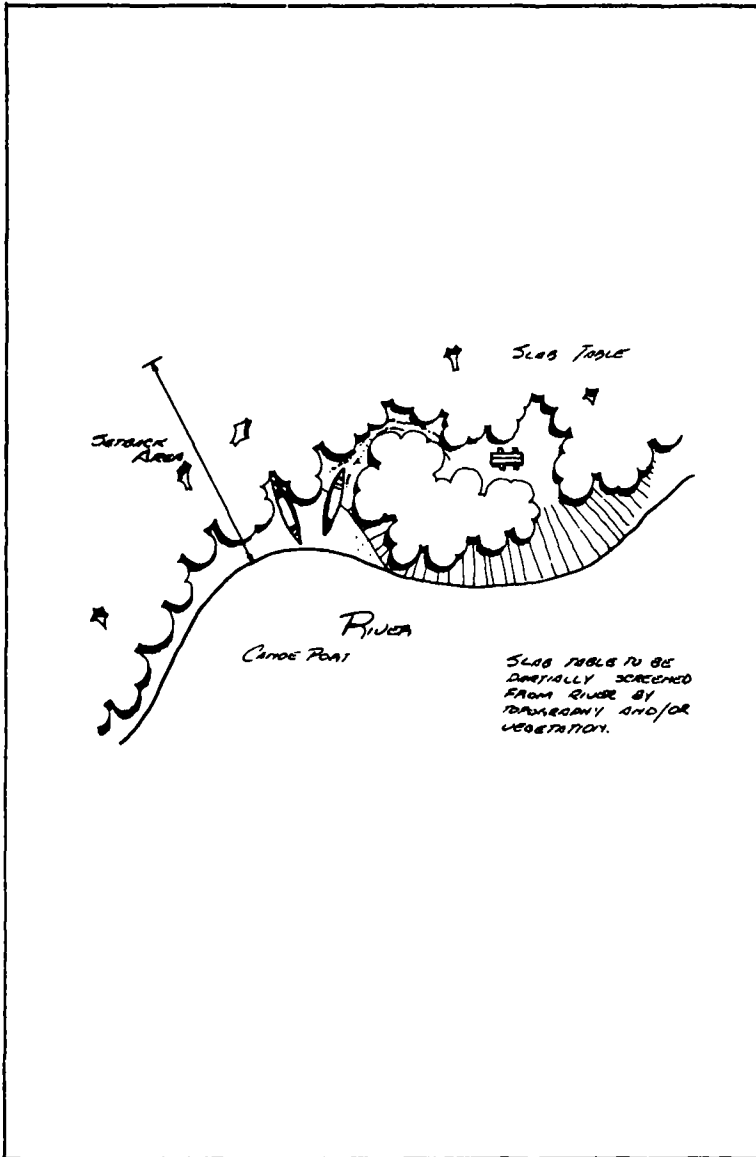 SLAB TABLE
SETBACK
AREA
RIVER
CANOE PORT
SLAB TABLE TO BE
PARTIALLY SCREENED
FROM RIVER BY
TOPOGRAPHY AND/OR
VEGETATION.